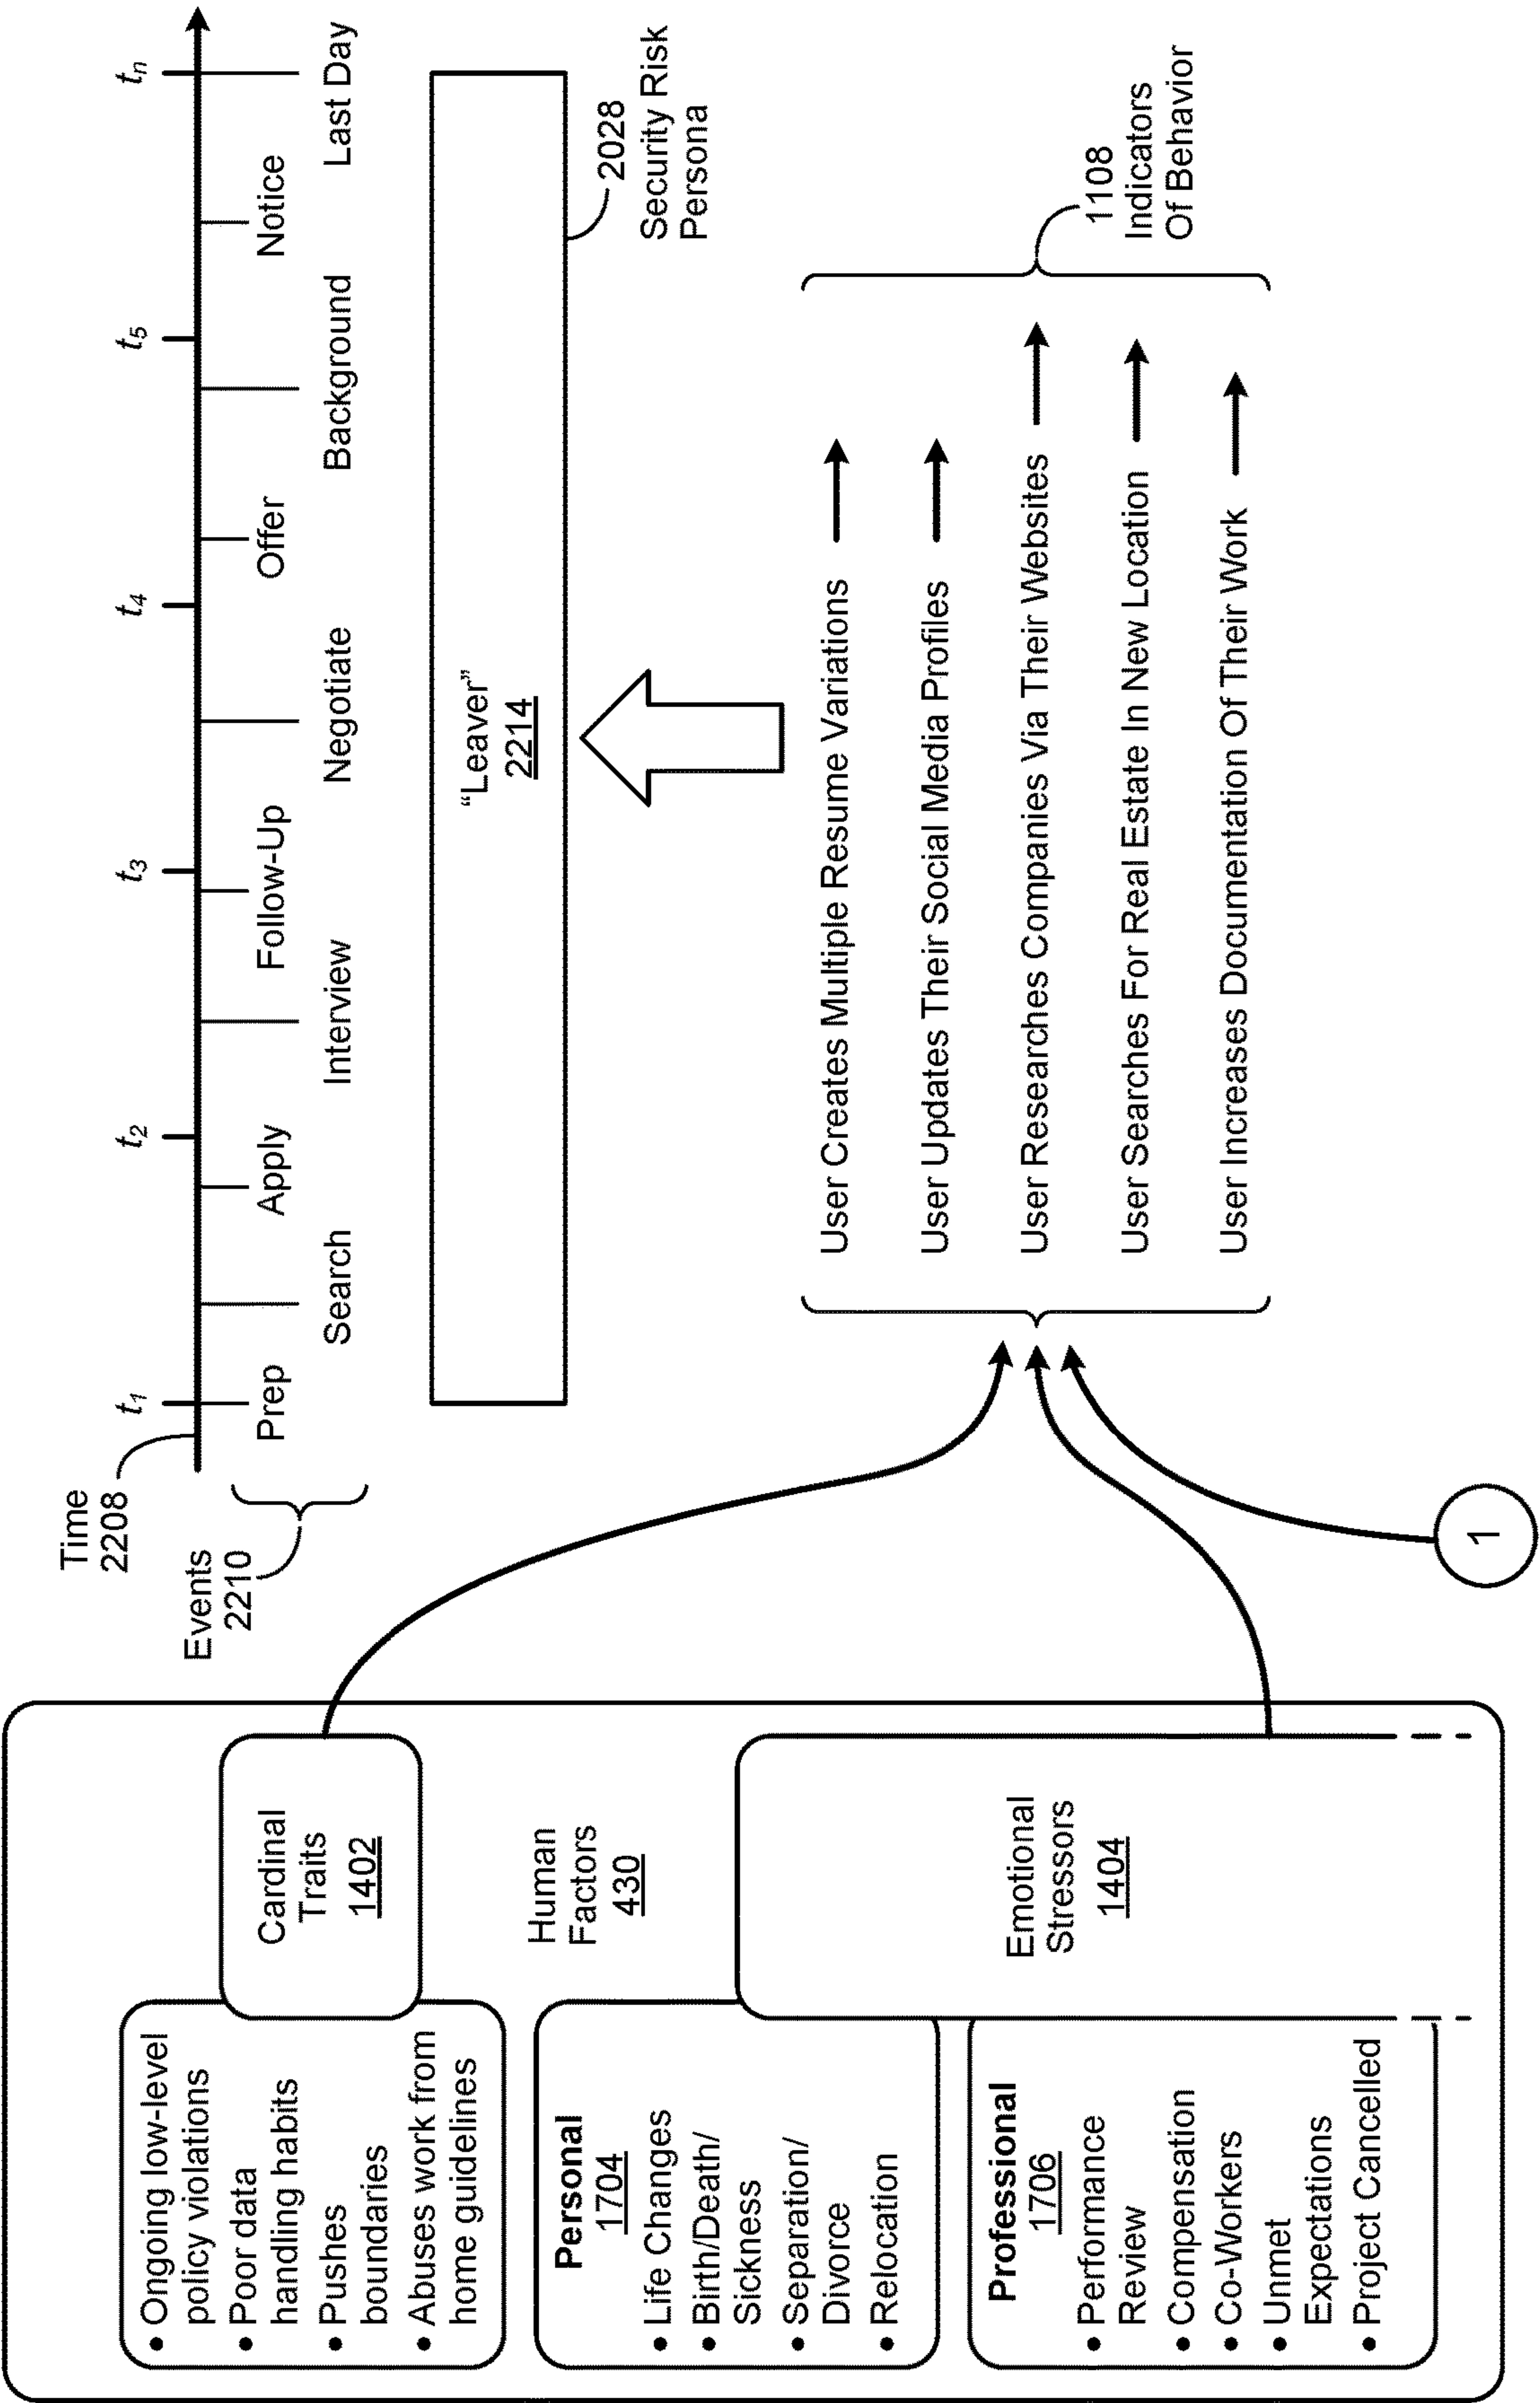 Time
2208
t1
t2
t3
t4
t5
tn
Events
2210
Prep
Apply
Follow-Up
Offer
Notice
Search
Interview
Negotiate
Background
Last Day
“Leaver”
2214
2028
Security Risk
Persona
• Ongoing low-level
policy violations
• Poor data
handling habits
• Pushes
boundaries
• Abuses work from
home guidelines
Cardinal
Traits
1402
Human
Factors
430
Personal
1704
• Life Changes
• Birth/Death/
Sickness
• Separation/
Divorce
• Relocation
Emotional
Stressors
1404
Professional
1706
• Performance
Review
• Compensation
• Co-Workers
• Unmet
Expectations
• Project Cancelled
User Creates Multiple Resume Variations
User Updates Their Social Media Profiles
User Researches Companies Via Their Websites
User Searches For Real Estate In New Location
User Increases Documentation Of Their Work
1108
Indicators
Of Behavior
1